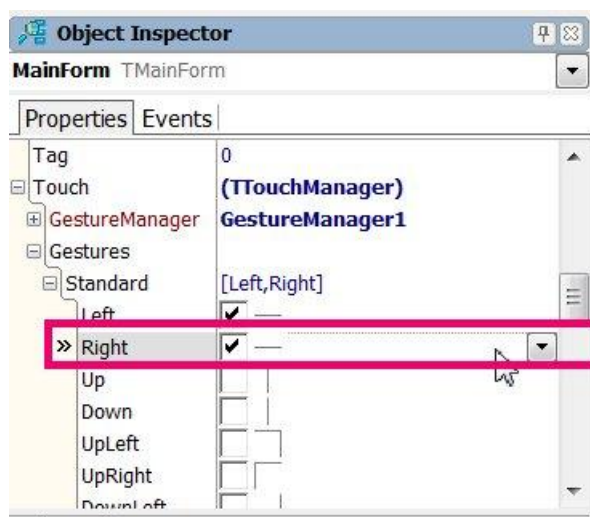 Object Inspector
MainForm TMainForm
Properties Events
Tag 0
Touch (TTouchManager)
GestureManager GestureManager1
Gestures
Standard [Left,Right]
Left
Right
Up
Down
UpLeft
UpRight
DownLeft